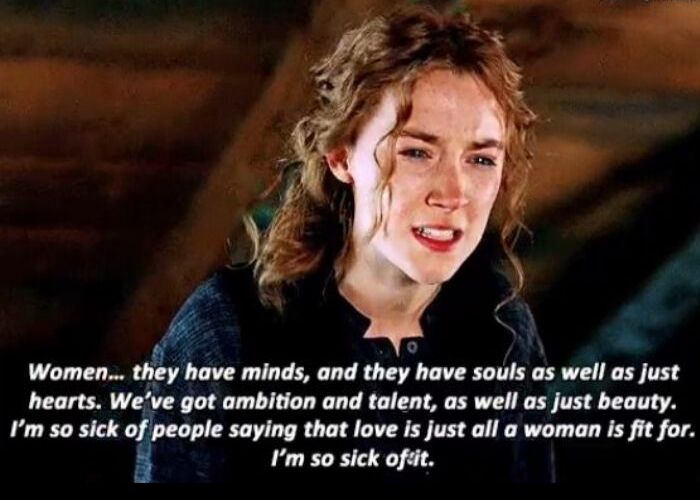 Women... they have minds, and they have souls as well as just
hearts. We've got ambition and talent, as well as just beauty.
I'm so sick of people saying that love is just all a woman is fit for.
I'm so sick of it.